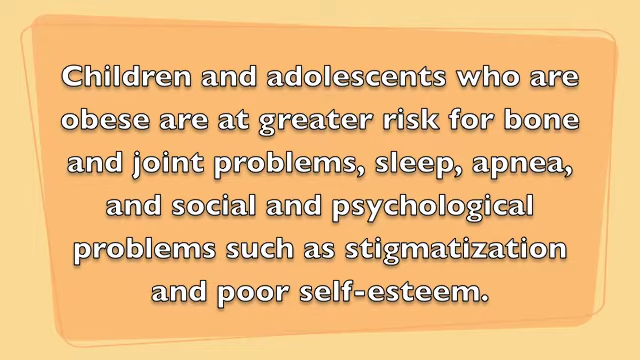 Children and adolescents who are
obese are at greater risk for bone
and joint problems, sleep, apnea,
and social and psychological
problems such as stigmatization
and poor self-esteem.